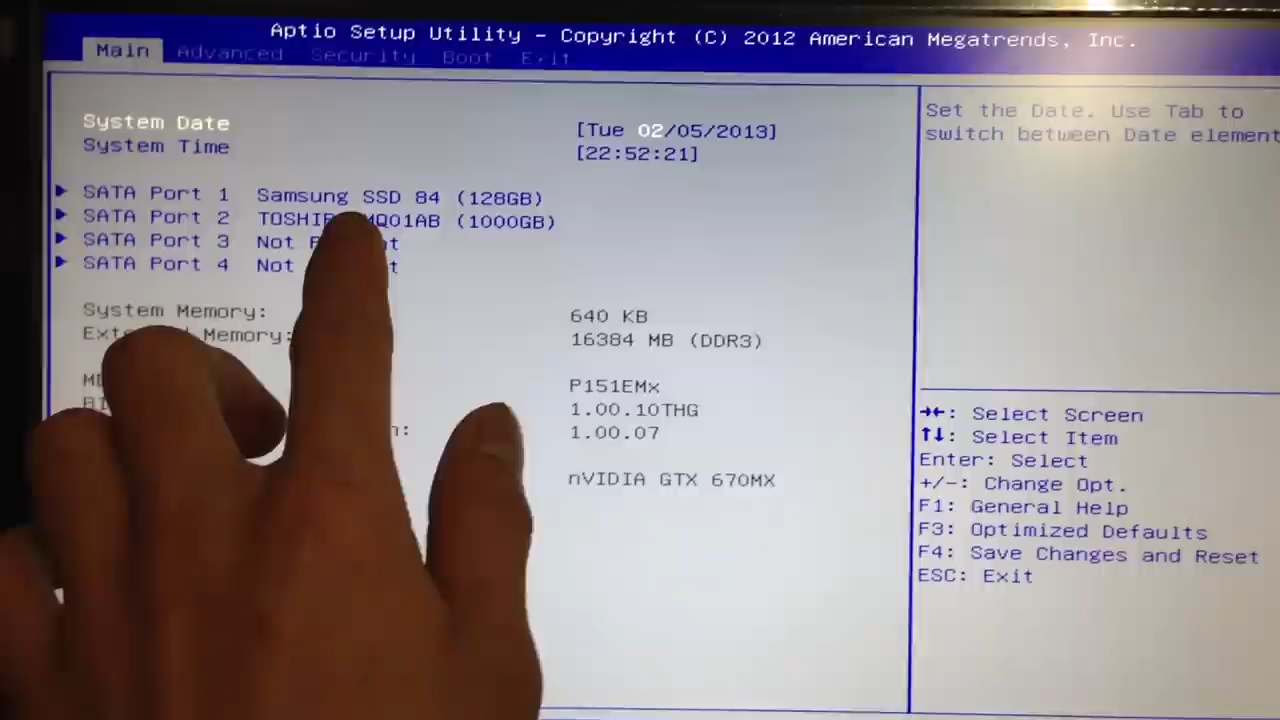 Aptio Setup Utility – Copyright (C) 2012 American Megatrends, Inc.
Main Advanced Security Boot Exit
System Date [Tue 02/05/2013]
System Time [22:52:21]
SATA Port 1 Samsung SSD 84 (128GB)
SATA Port 2 MQ01AB (1000GB)
SATA Port 3 Not
SATA Port 4 Not
System Memory: 640 KB
Memory: 16384 MB (DDR3)
P151EMx
1.00.10THG
1.00.07
nVIDIA GTX 670MX
Set the Date. Use Tab to
switch between Date element
→←: Select Screen
↑↓: Select Item
Enter: Select
+/-: Change Opt.
F1: General Help
F3: Optimized Defaults
F4: Save Changes and Reset
ESC: Exit